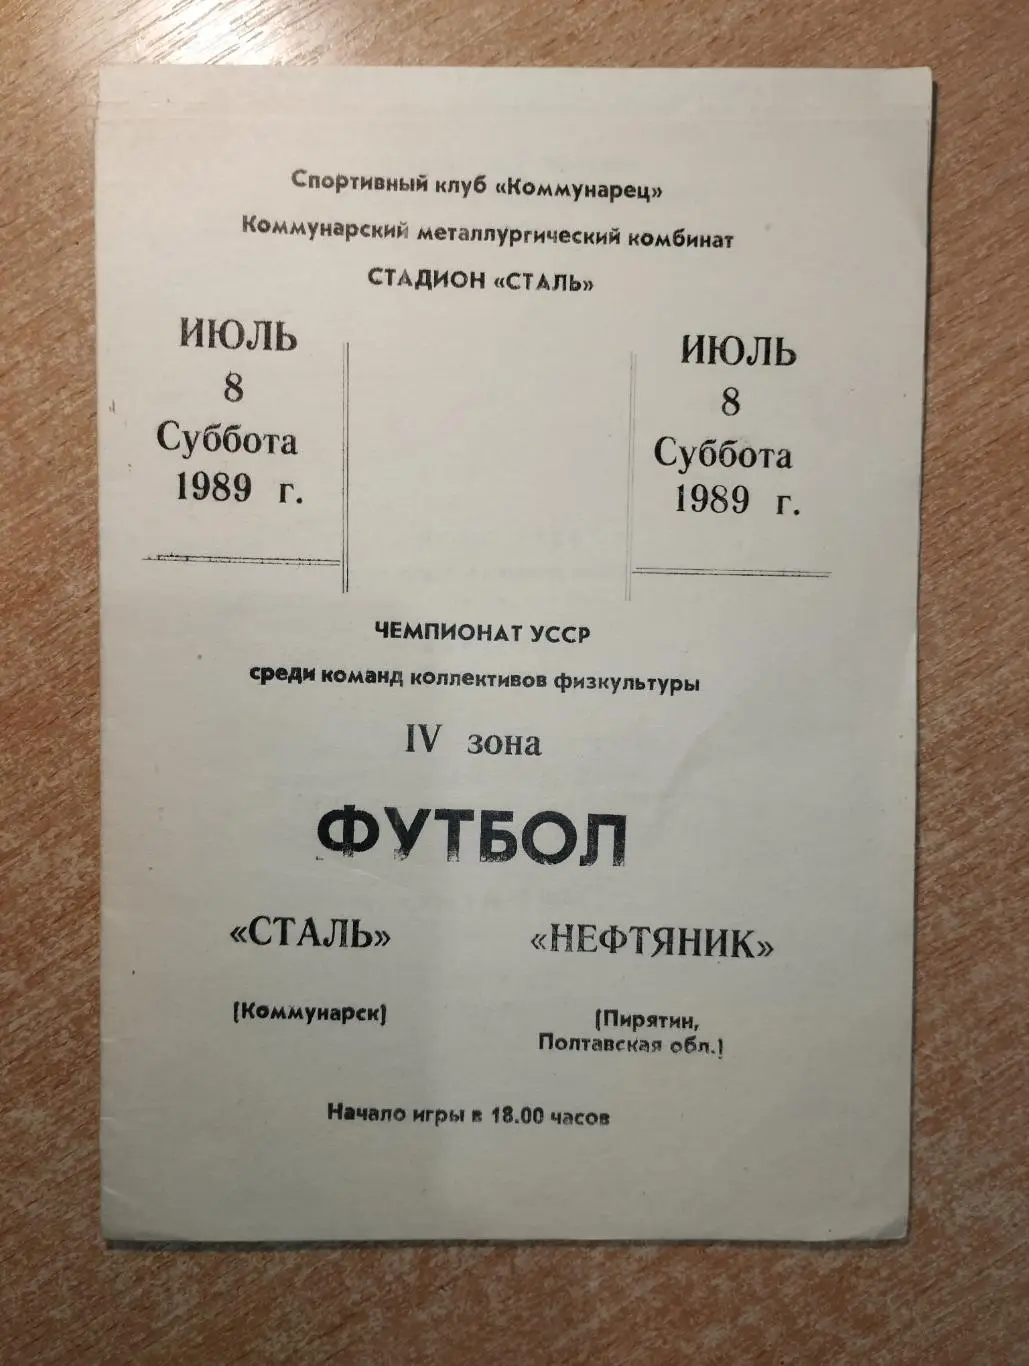 Спортивный клуб «Коммунарец»
Коммунарский металлургический комбинат
СТАДИОН «СТАЛЬ»
ИЮЛЬ
8
Суббота
1989 г.
ИЮЛЬ
8
Суббота
1989 г.
ЧЕМПИОНАТ УССР
среди команд коллективов физкультуры
IV зона
ФУТБОЛ
«СТАЛЬ»
(Коммунарск)
«НЕФТЯНИК»
(Пирятин,
Полтавская обл.)
Начало игры в 18.00 часов